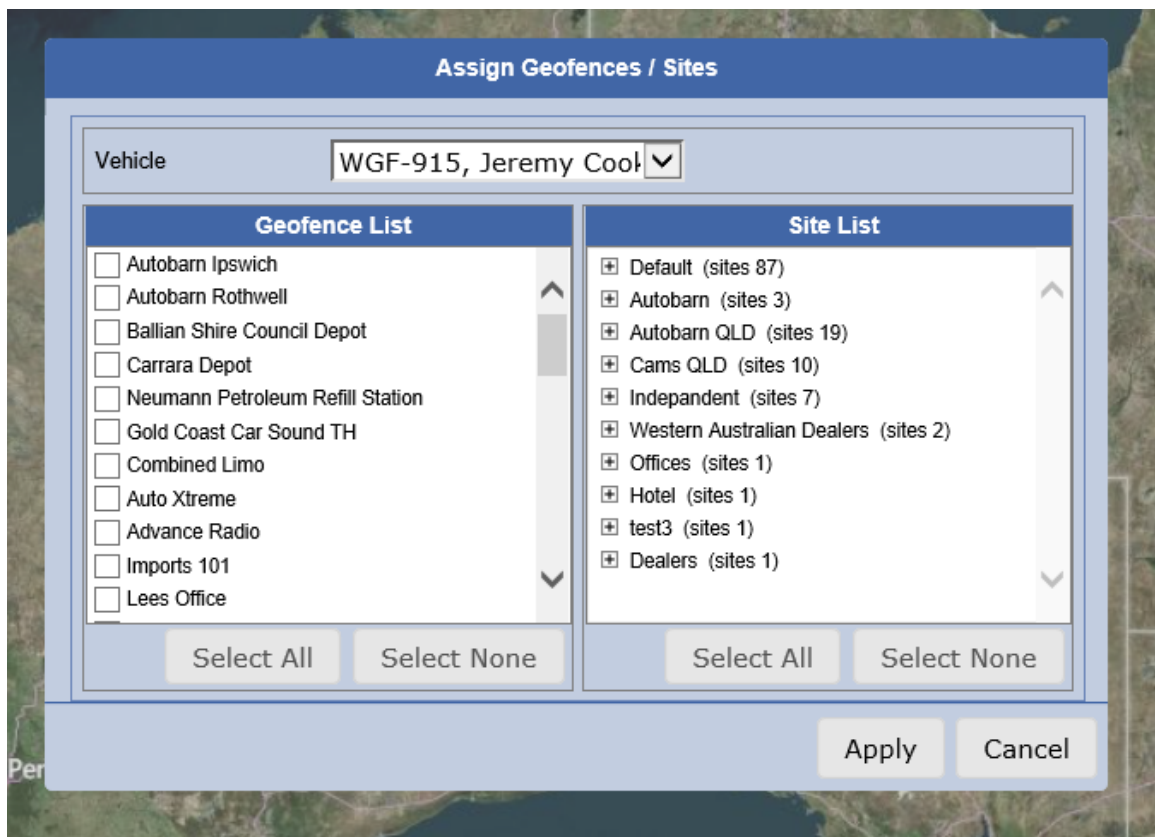 Assign Geofences / Sites
Vehicle
WGF-915, Jeremy
Geofence List
Autobarn Ipswich
Autobarn Rothwell
Ballian Shire Council Depot
Carrara Depot
Neumann Petroleum Refill Station
Gold Coast Car Sound TH
Combined Limo
Auto Xtreme
Advance Radio
Imports 101
Lees Office
Select All Select None
Site List
Default (sites 87)
Autobarn (sites 3)
Autobarn QLD (sites 19)
Cams QLD (sites 10)
Indepandent (sites 7)
Western Australian Dealers (sites 2)
Offices (sites 1)
Hotel (sites 1)
test3 (sites 1)
Dealers (sites 1)
Select All Select None
Apply Cancel
Per